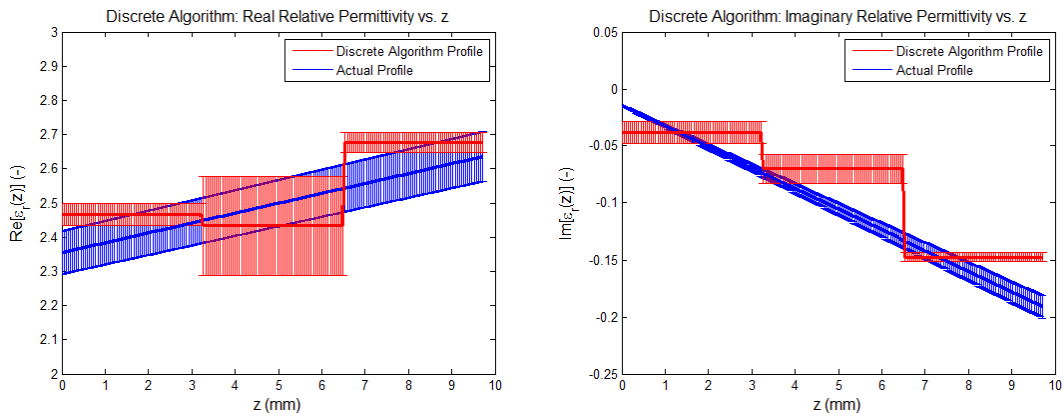 Discrete Algorithm: Real Relative Permittivity vs. z
3
2.9
2.8
2.7
2.6
2.5
2.4
2.3
2.2
2.1
2
Re[εr(z)] (-)
Discrete Algorithm Profile
Actual Profile
0 1 2 3 4 5 6 7 8 9 10
z (mm)
Discrete Algorithm: Imaginary Relative Permittivity vs. z
0.05
0
-0.05
-0.1
-0.15
-0.2
-0.25
Im[εr(z)] (-)
Discrete Algorithm Profile
Actual Profile
0 1 2 3 4 5 6 7 8 9 10
z (mm)